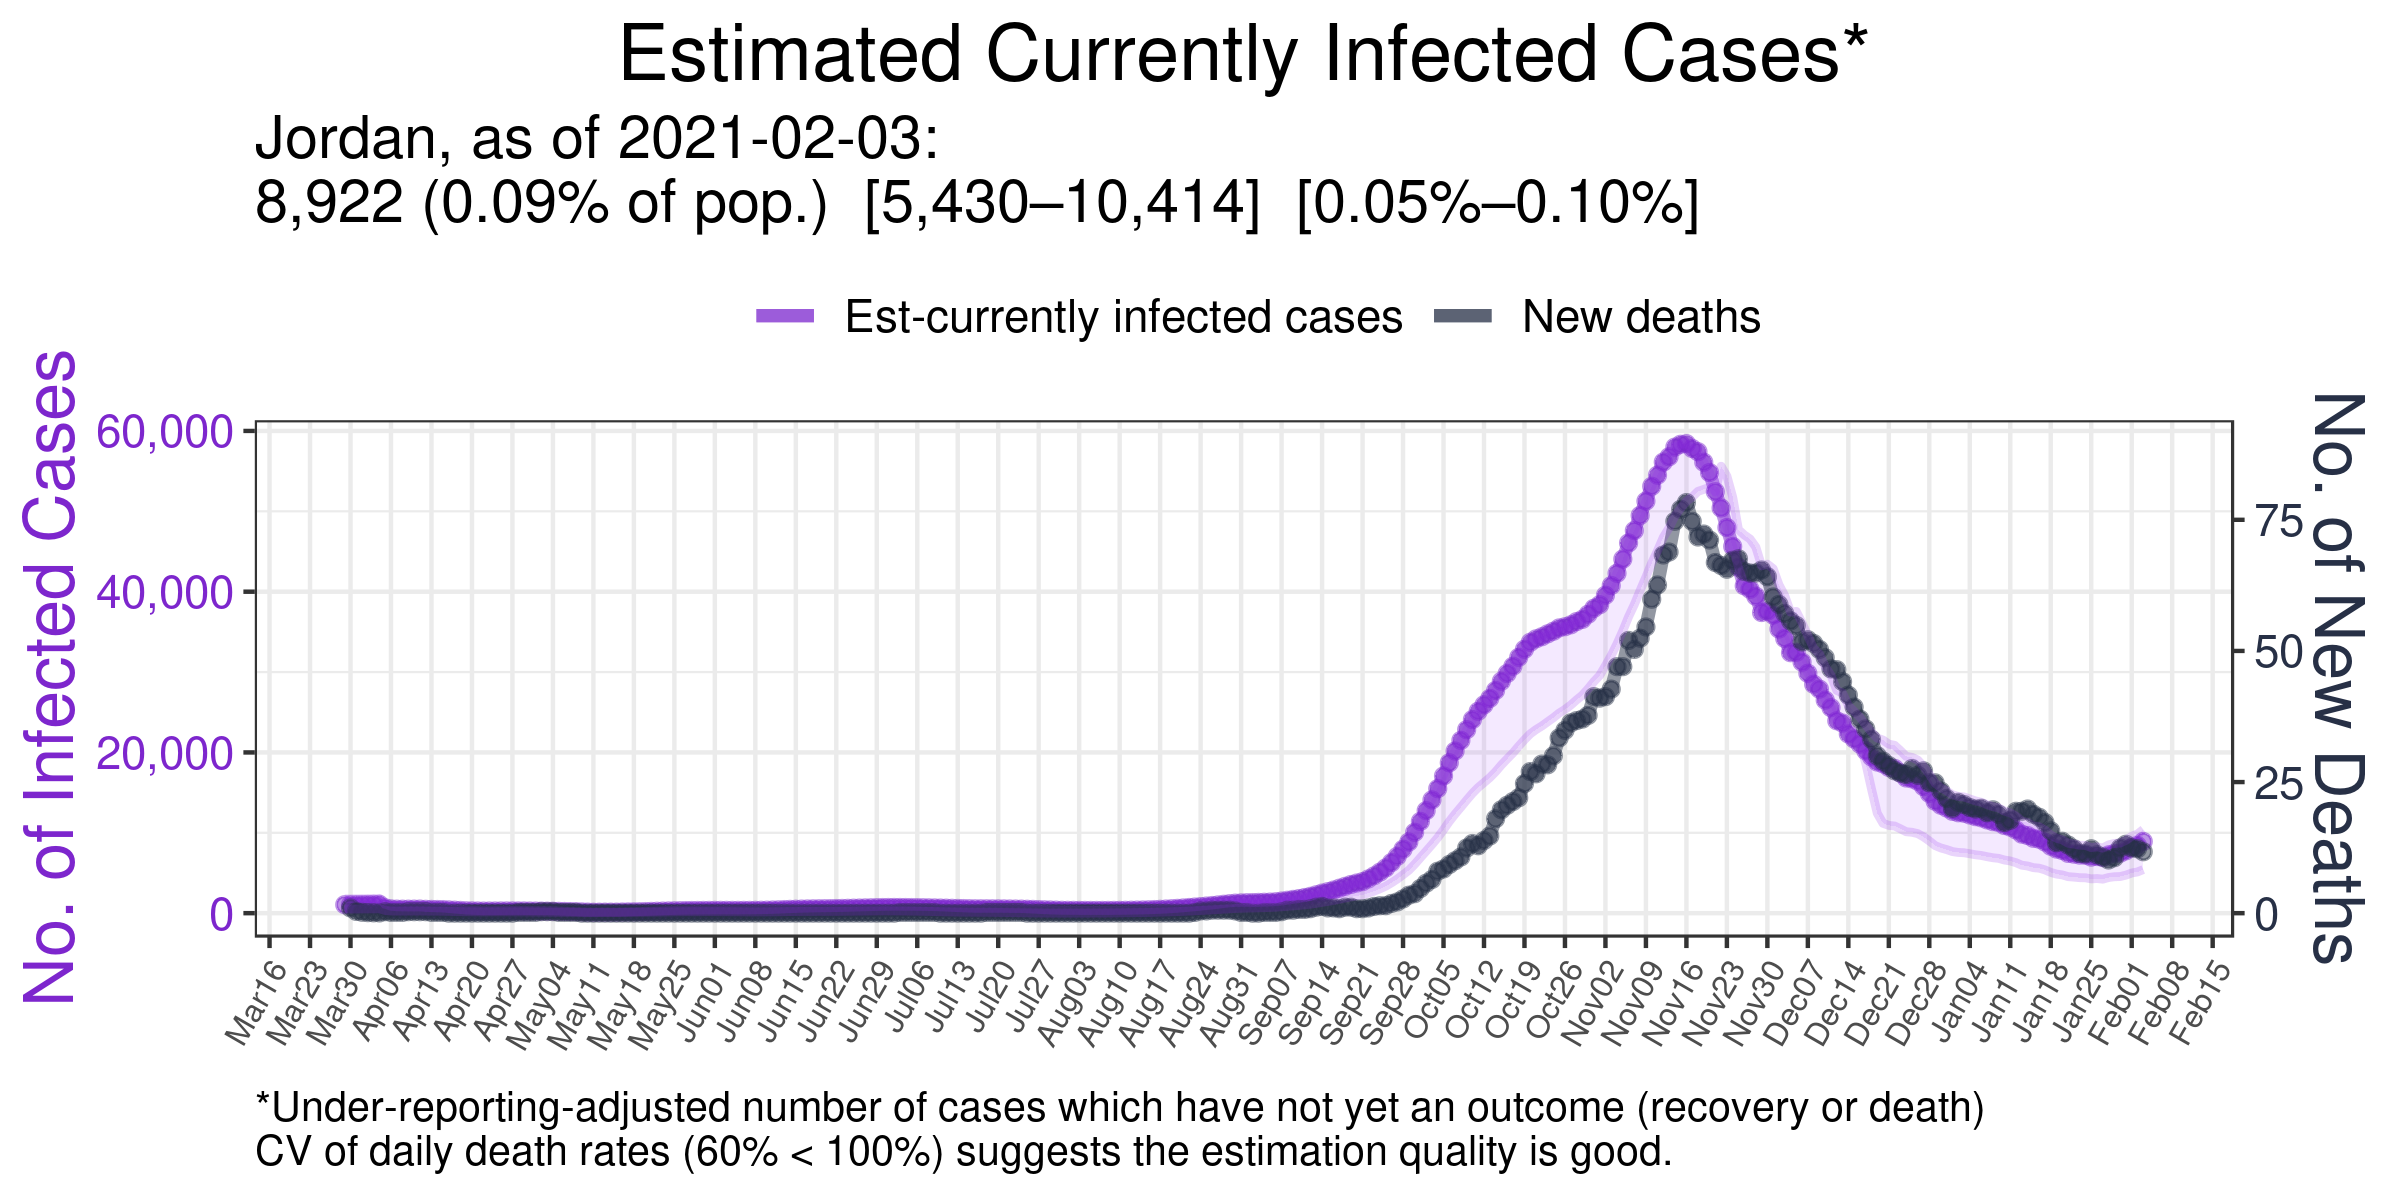 Estimated Currently Infected Cases*
Jordan, as of 2021-02-03:
8,922 (0.09% of pop.)  [5,430–10,414]  [0.05%–0.10%]
Est-currently infected cases
New deaths
No. of Infected Cases
60,000
40,000
20,000
0
No. of New Deaths
75
50
25
0
Mar16
Mar23
Mar30
Apr06
Apr13
Apr20
Apr27
May04
May11
May18
May25
Jun01
Jun08
Jun15
Jun22
Jun29
Jul06
Jul13
Jul20
Jul27
Aug03
Aug10
Aug17
Aug24
Aug31
Sep07
Sep14
Sep21
Sep28
Oct05
Oct12
Oct19
Oct26
Nov02
Nov09
Nov16
Nov23
Nov30
Dec07
Dec14
Dec21
Dec28
Jan04
Jan11
Jan18
Jan25
Feb01
Feb08
Feb15
*Under-reporting-adjusted number of cases which have not yet an outcome (recovery or death)
CV of daily death rates (60% < 100%) suggests the estimation quality is good.